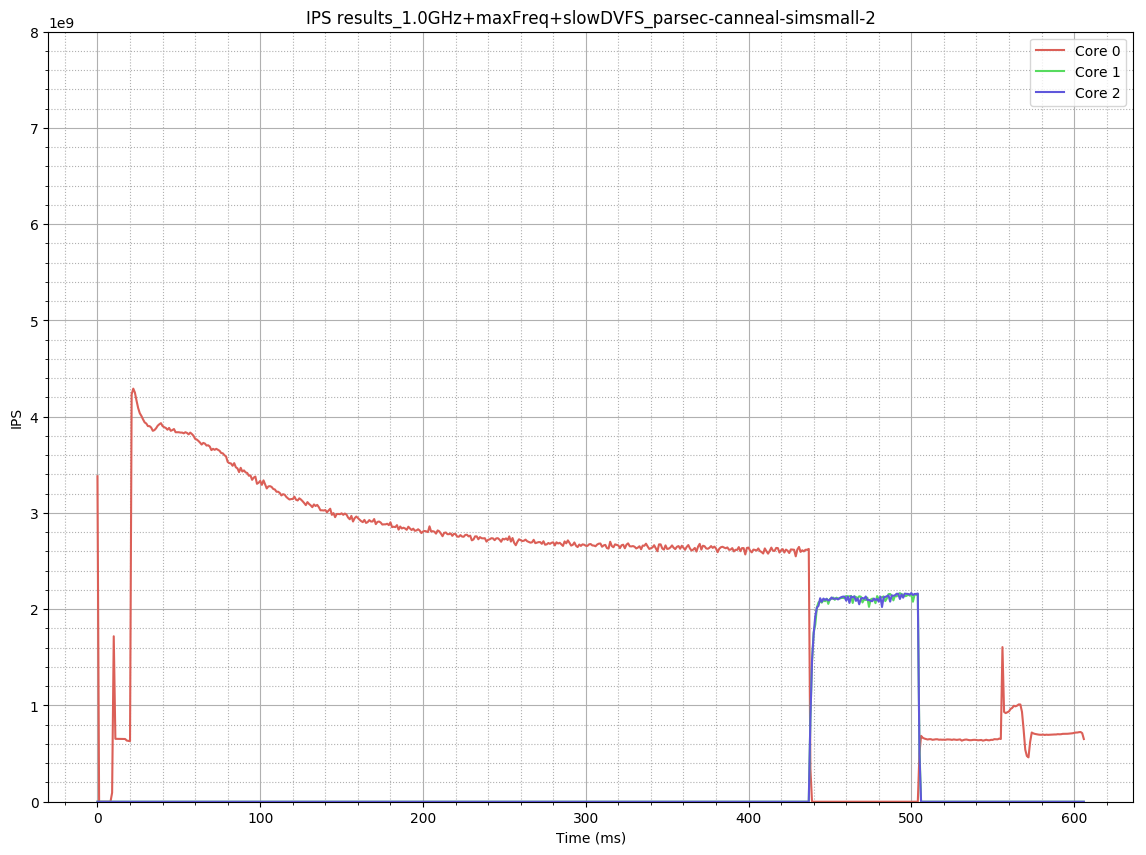 IPS results_1.0GHz+maxFreq+slowDVFS_parsec-canneal-simsmall-2
1e9
8
7
6
5
4
3
2
1
0
IPS
Core 0
Core 1
Core 2
0
100
200
300
400
500
600
Time (ms)